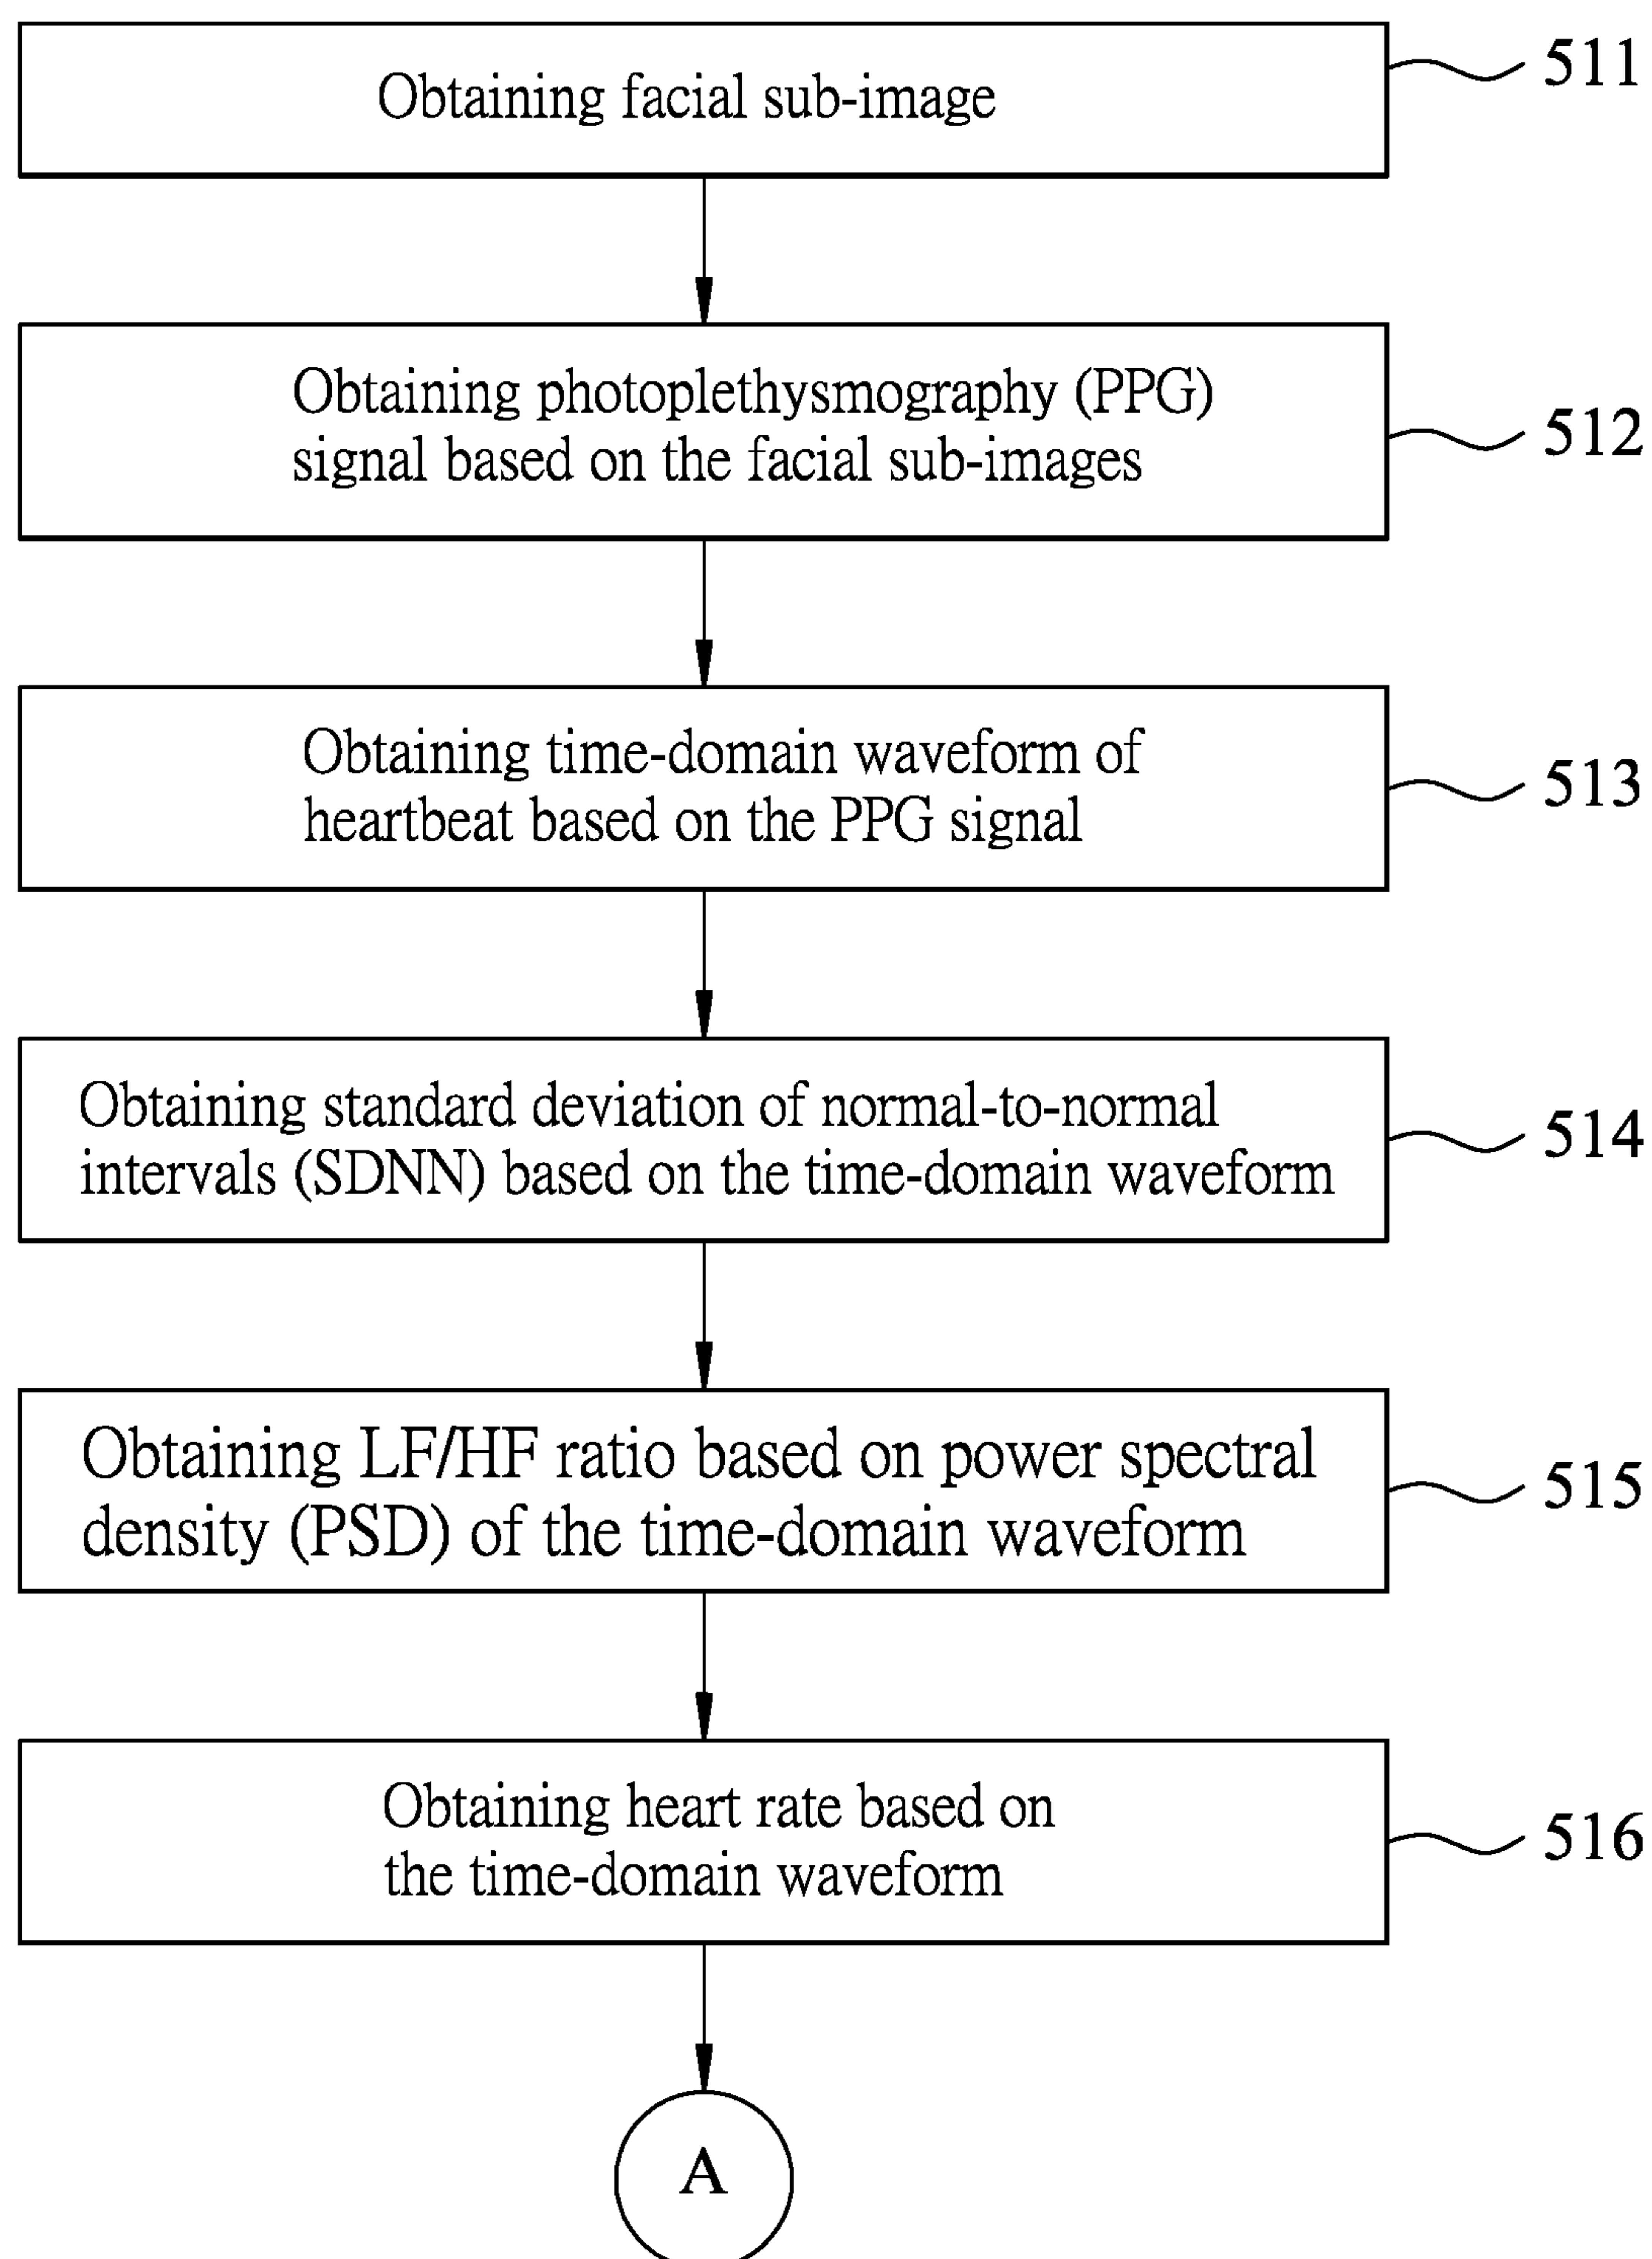 Obtaining facial sub-image
511
Obtaining photoplethysmography (PPG)
signal based on the facial sub-images
512
Obtaining time-domain waveform of
heartbeat based on the PPG signal
513
Obtaining standard deviation of normal-to-normal
intervals (SDNN) based on the time-domain waveform
514
Obtaining LF/HF ratio based on power spectral
density (PSD) of the time-domain waveform
515
Obtaining heart rate based on
the time-domain waveform
516
A